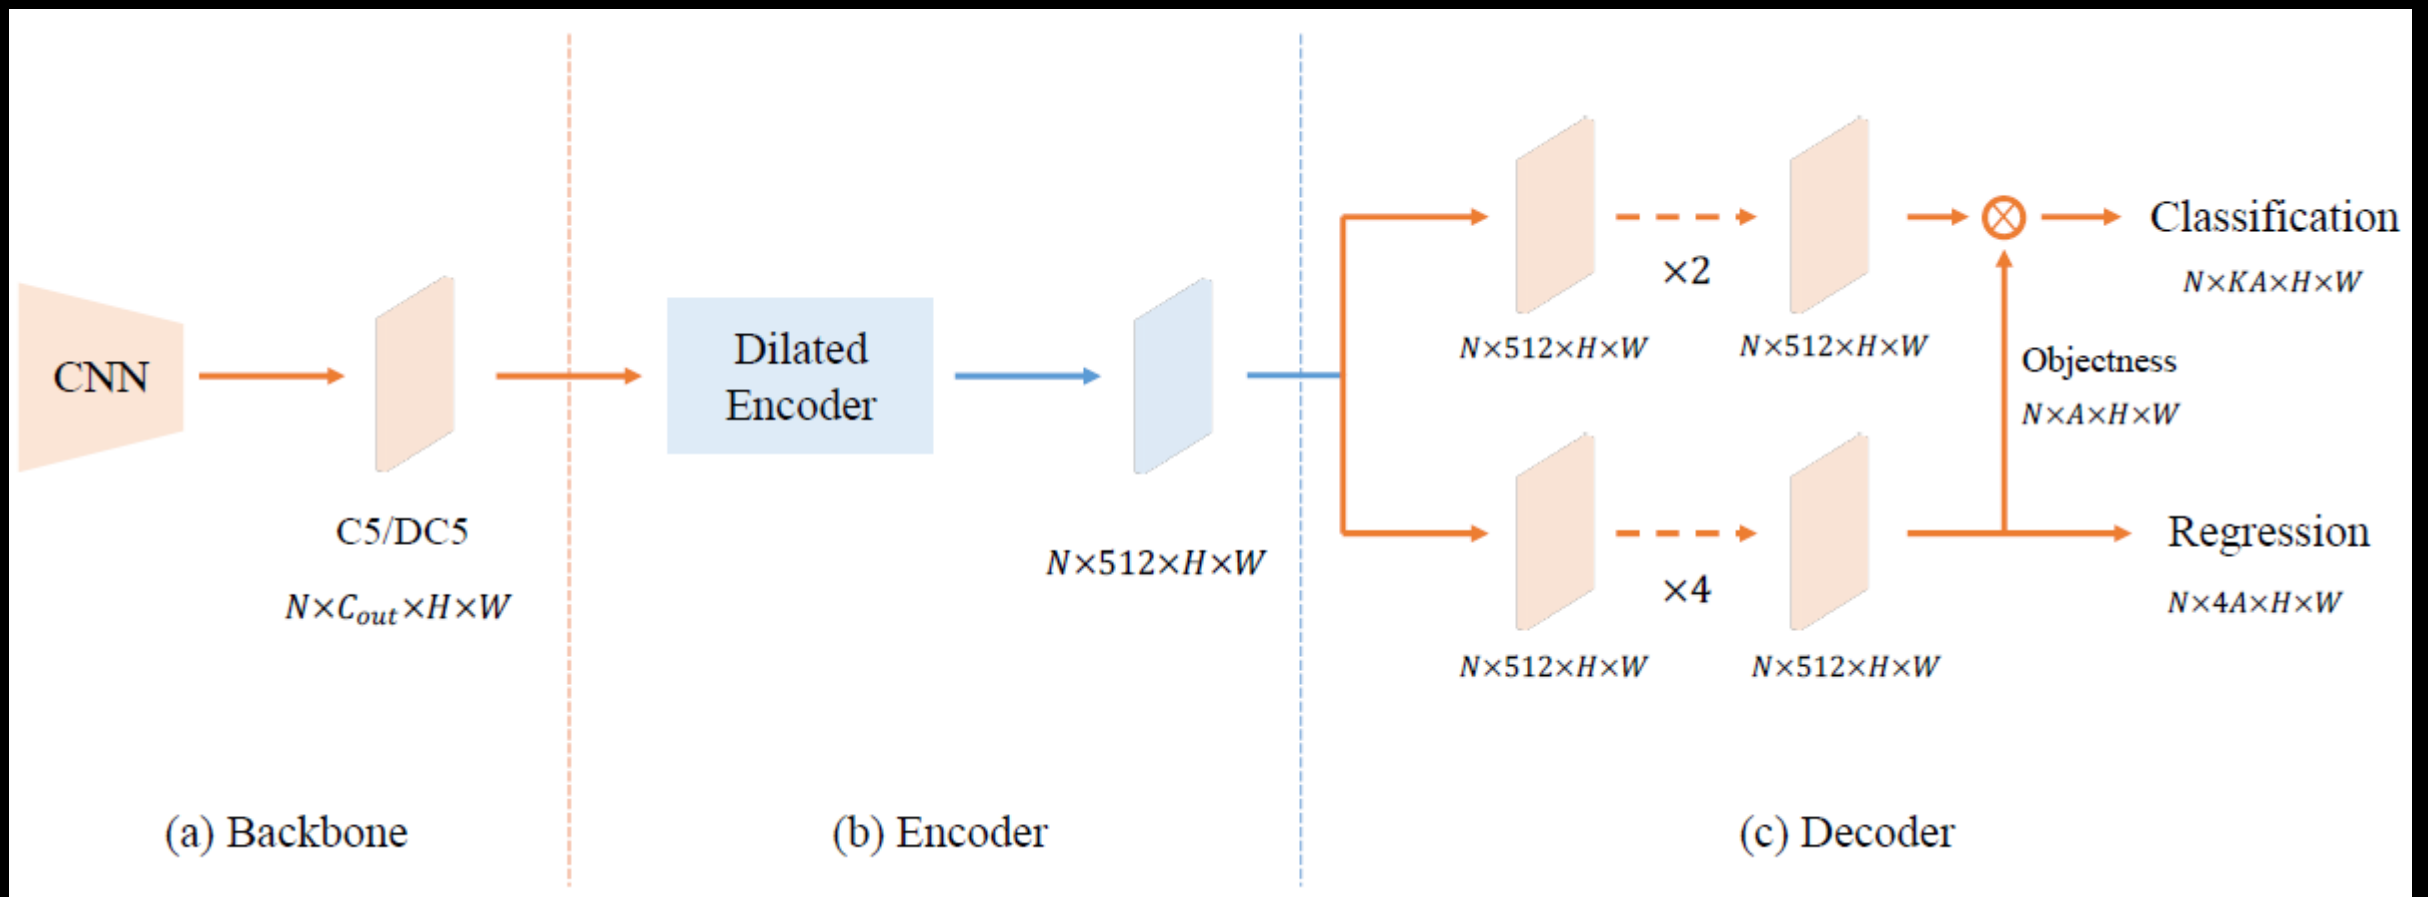 CNN
C5/DC5
N×C_out×H×W
(a) Backbone
Dilated
Encoder
N×512×H×W
(b) Encoder
N×512×H×W
×2
N×512×H×W
Classification
N×KA×H×W
Objectness
N×A×H×W
N×512×H×W
×4
N×512×H×W
Regression
N×4A×H×W
(c) Decoder